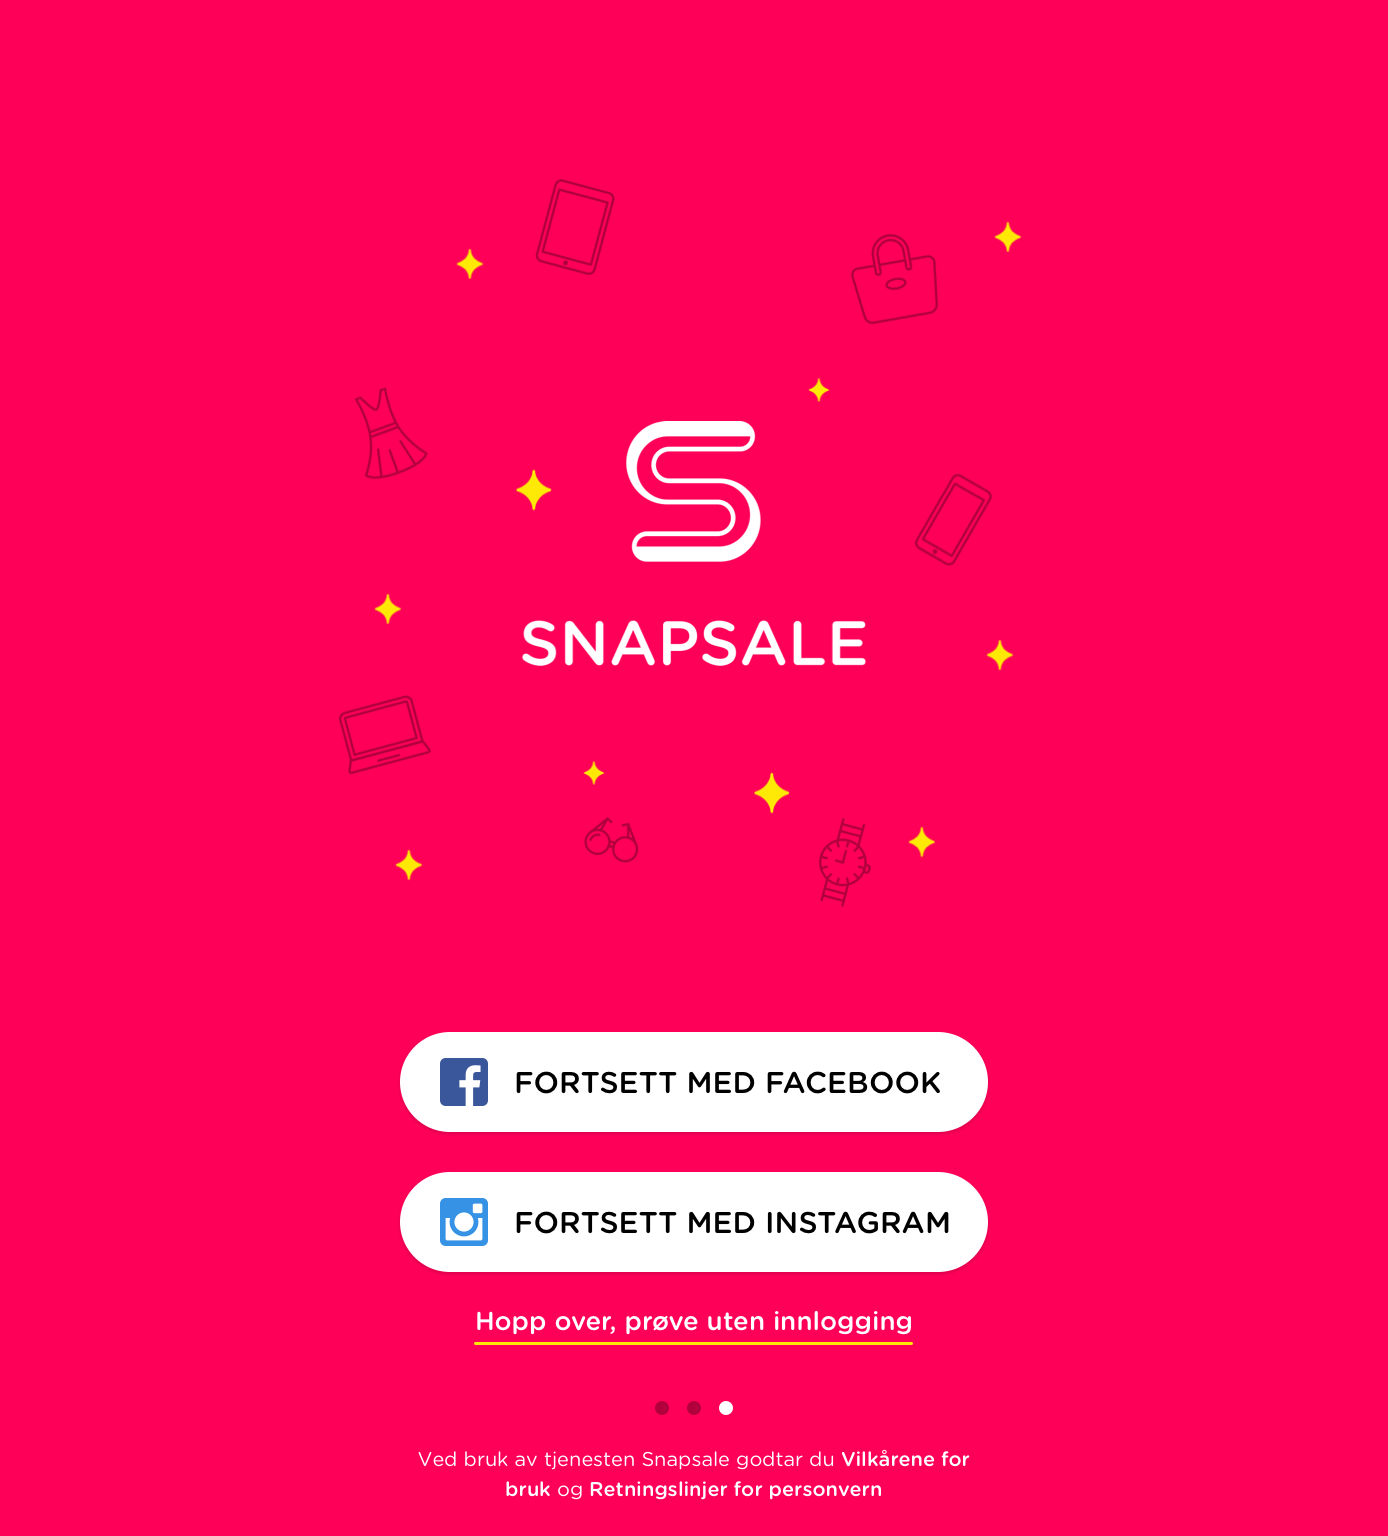 SNAPSALE
FORTSETT MED FACEBOOK
FORTSETT MED INSTAGRAM
Hopp over, prøve uten innlogging
Ved bruk av tjenesten Snapsale godtar du Vilkårene for
bruk og Retningslinjer for personvern